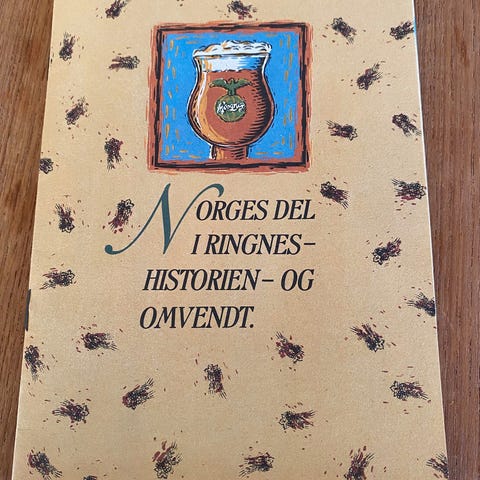 NORGES DEL
I RINGNES–
HISTORIEN – OG
OMVENDT.